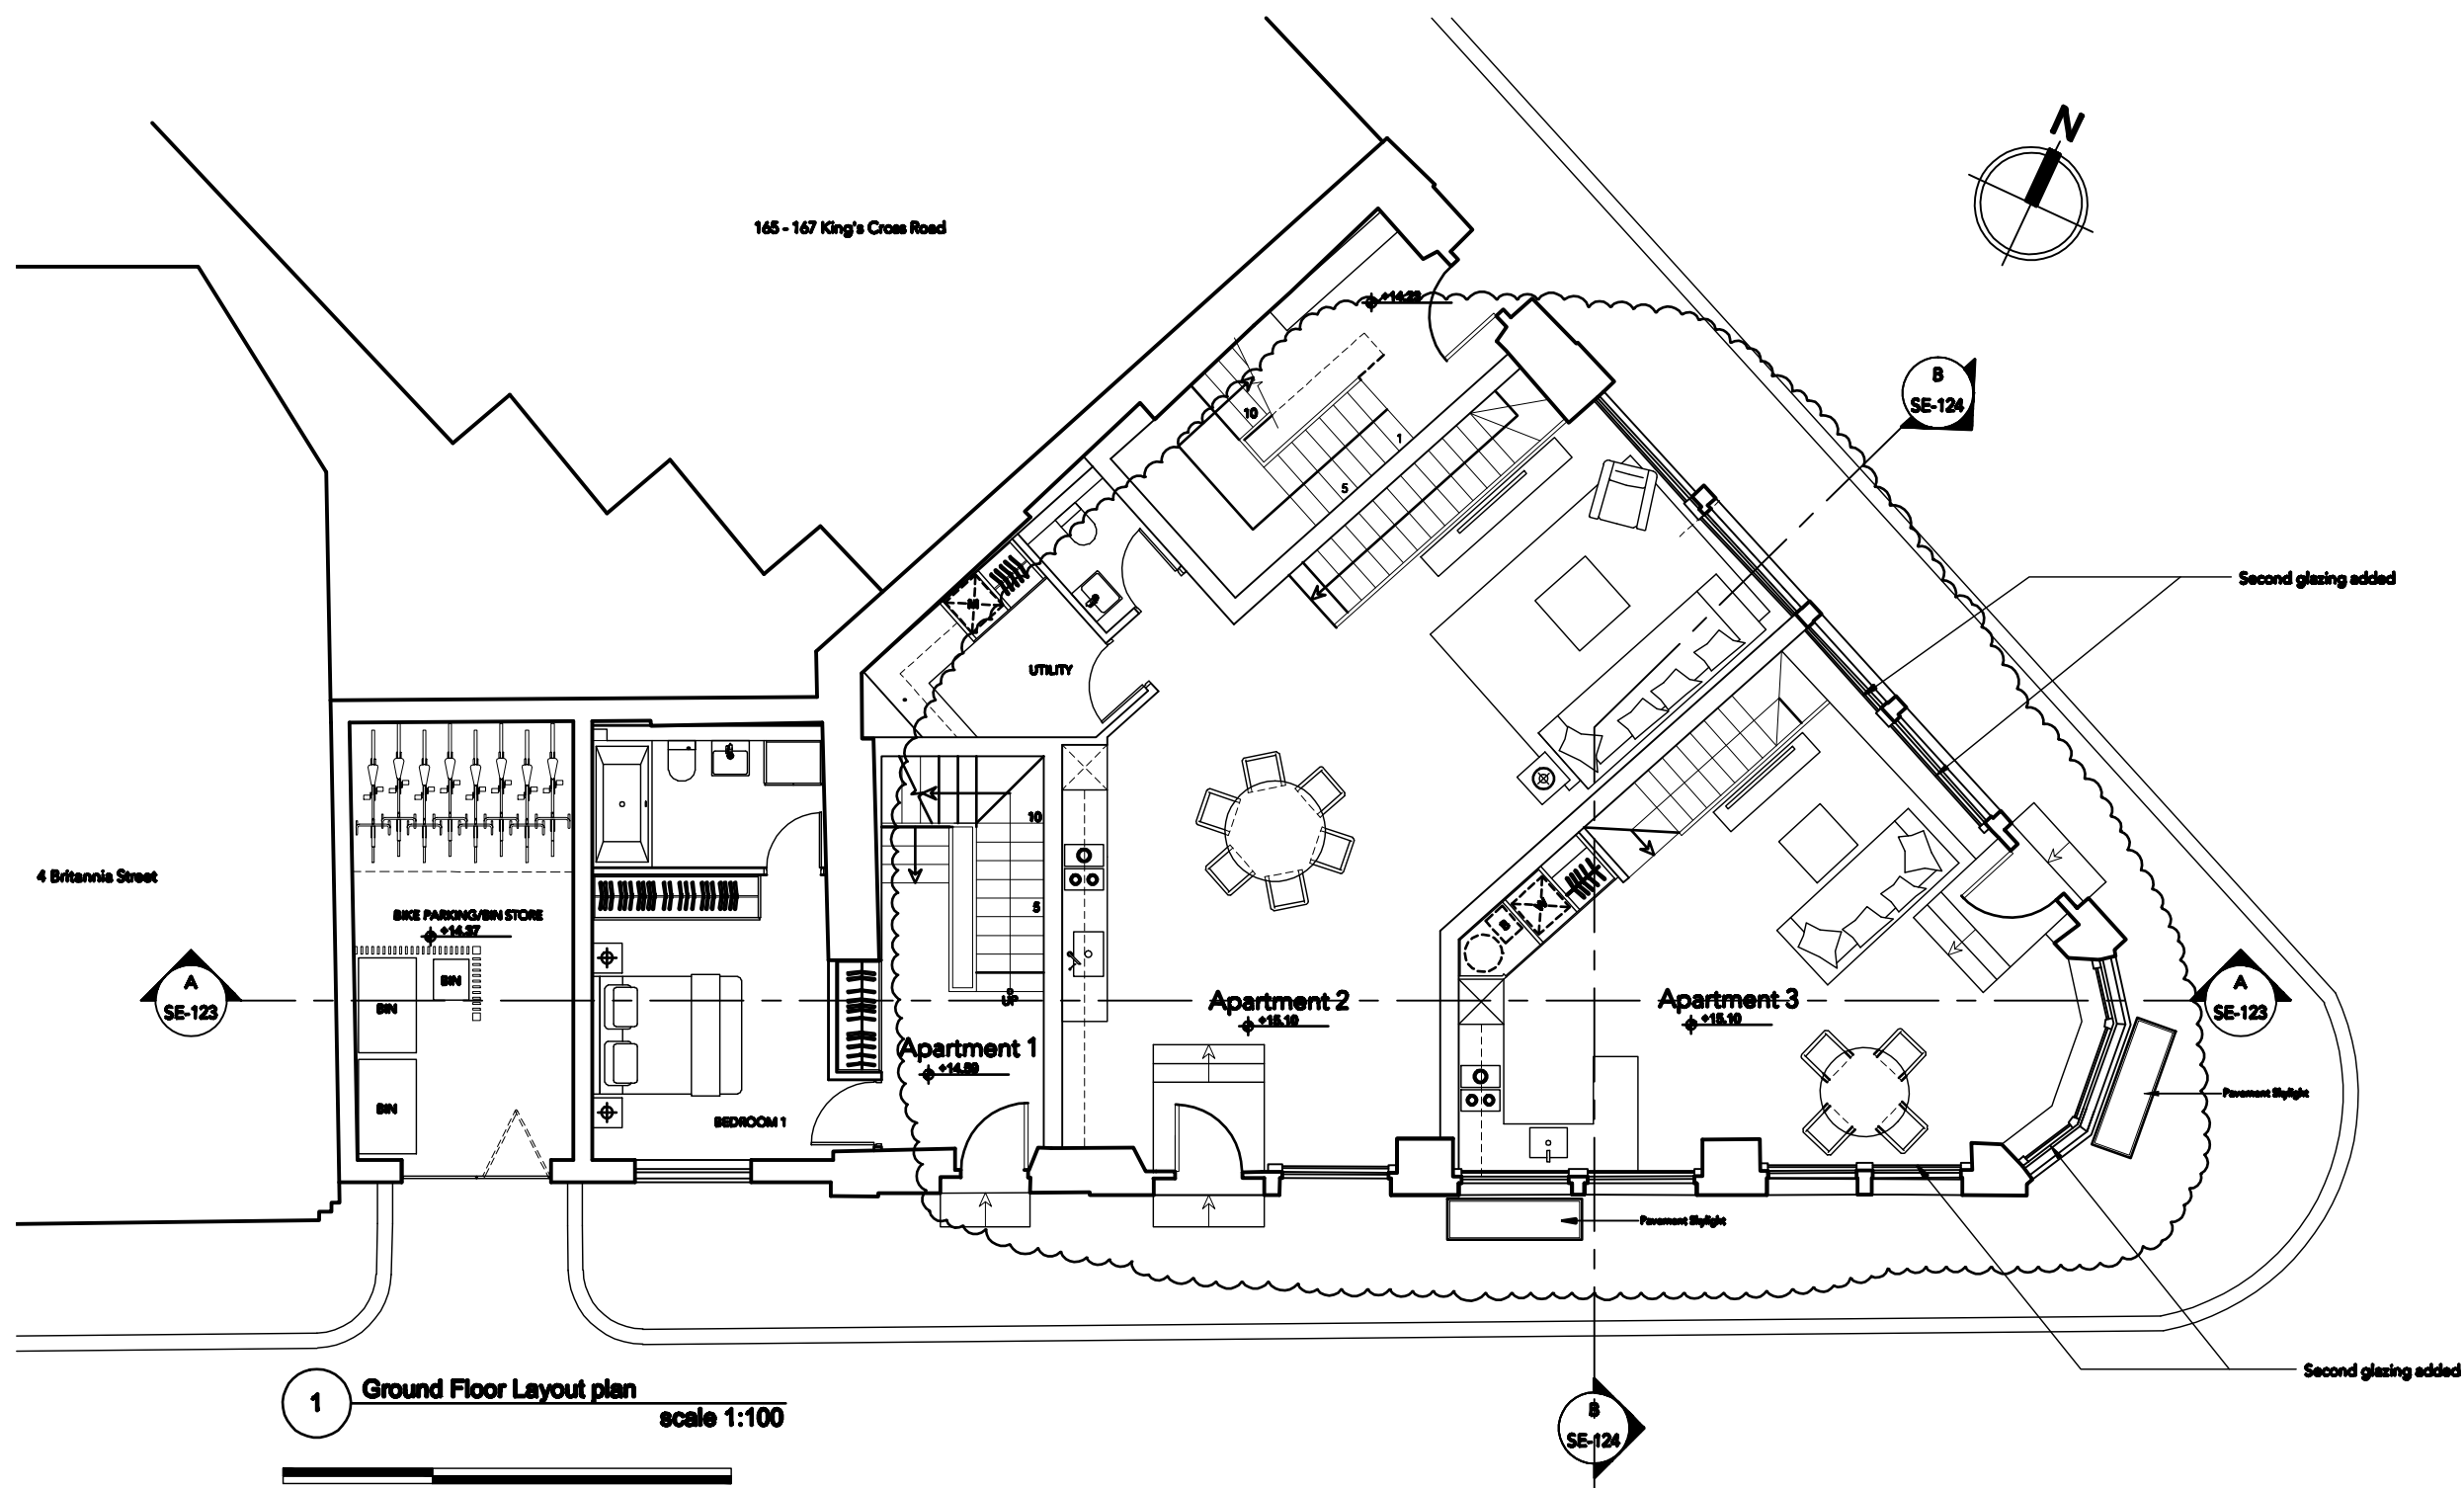 N
165 - 167 King's Cross Road
+14.23
B
SE-124
10
1
5
Second glazing added
M
UTILITY
10
4 Britannia Street
BIKE PARKING/BIN STORE
+14.37
5
W
B
A
SE-123
BIN
BIN
UP
Apartment 2
+15.10
Apartment 3
+15.10
A
SE-123
Apartment 1
+14.59
BIN
BEDROOM 1
Pavement Skylight
Pavement Skylight
Second glazing added
1
Ground Floor Layout plan
scale 1:100
B
SE-124